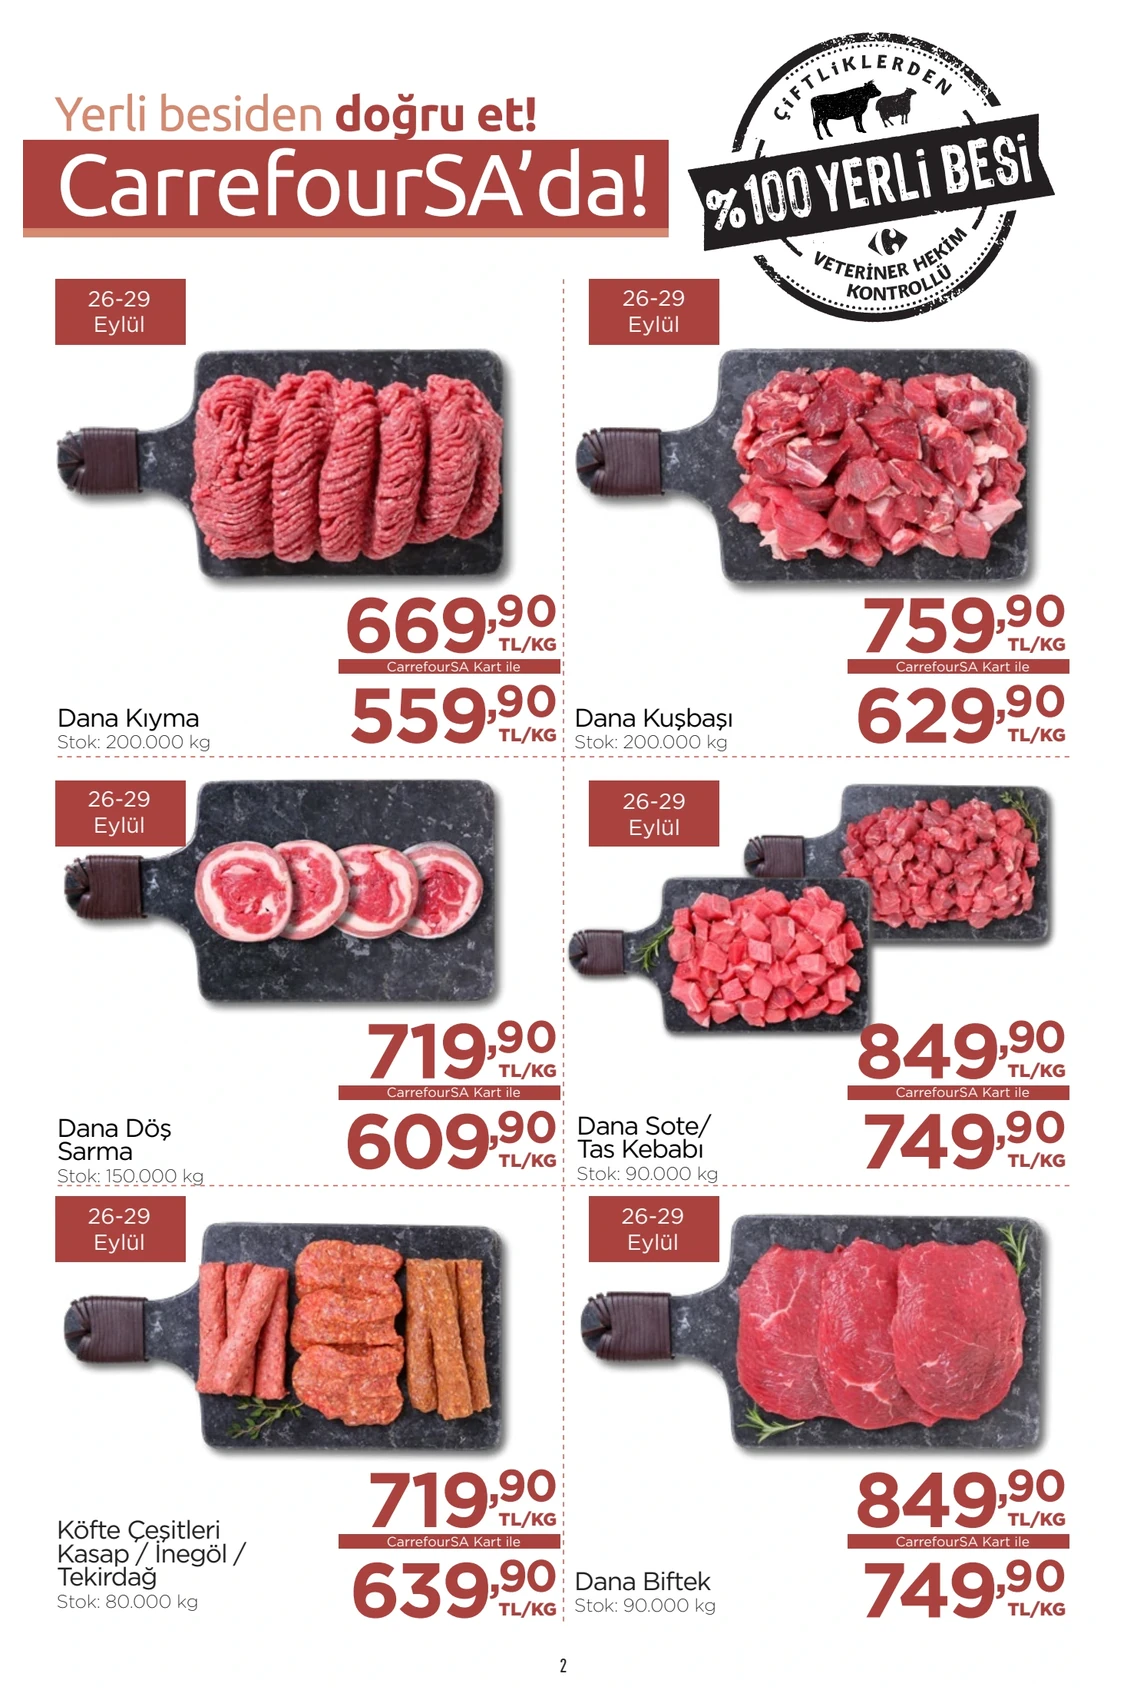 Yerli besiden doğru et!
CarrefourSA'da!
ÇİFTLİKLERDEN
%100 YERLİ BESİ
VETERİNER HEKİM
KONTROLLÜ
26-29
Eylül
669,90
TL/KG
CarrefourSA Kart ile
559,90
TL/KG
Dana Kıyma
Stok: 200.000 kg
26-29
Eylül
759,90
TL/KG
CarrefourSA Kart ile
629,90
TL/KG
Dana Kuşbaşı
Stok: 200.000 kg
26-29
Eylül
719,90
TL/KG
CarrefourSA Kart ile
609,90
TL/KG
Dana Döş
Sarma
Stok: 150.000 kg
26-29
Eylül
849,90
TL/KG
CarrefourSA Kart ile
749,90
TL/KG
Dana Sote/
Tas Kebabı
Stok: 90.000 kg
26-29
Eylül
719,90
TL/KG
CarrefourSA Kart ile
639,90
TL/KG
Köfte Çeşitleri
Kasap / İnegöl /
Tekirdağ
Stok: 80.000 kg
26-29
Eylül
849,90
TL/KG
CarrefourSA Kart ile
749,90
TL/KG
Dana Biftek
Stok: 90.000 kg
2